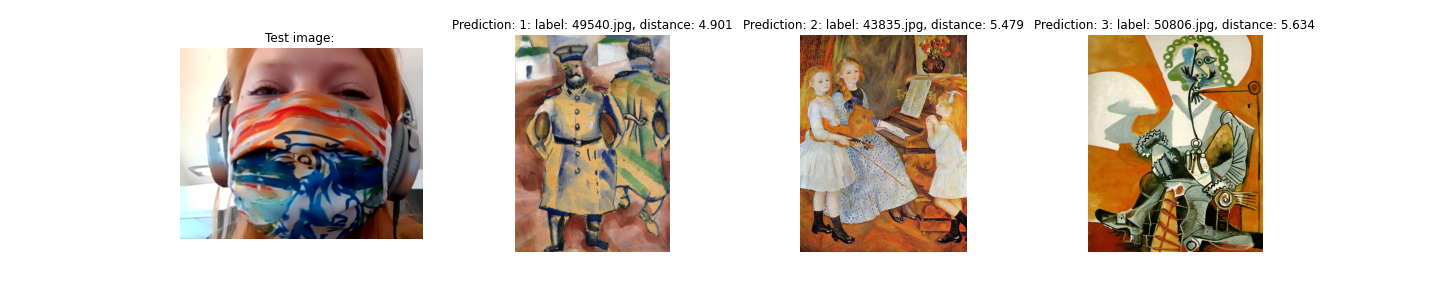 Test image:
Prediction: 1: label: 49540.jpg, distance: 4.901
Prediction: 2: label: 43835.jpg, distance: 5.479
Prediction: 3: label: 50806.jpg, distance: 5.634